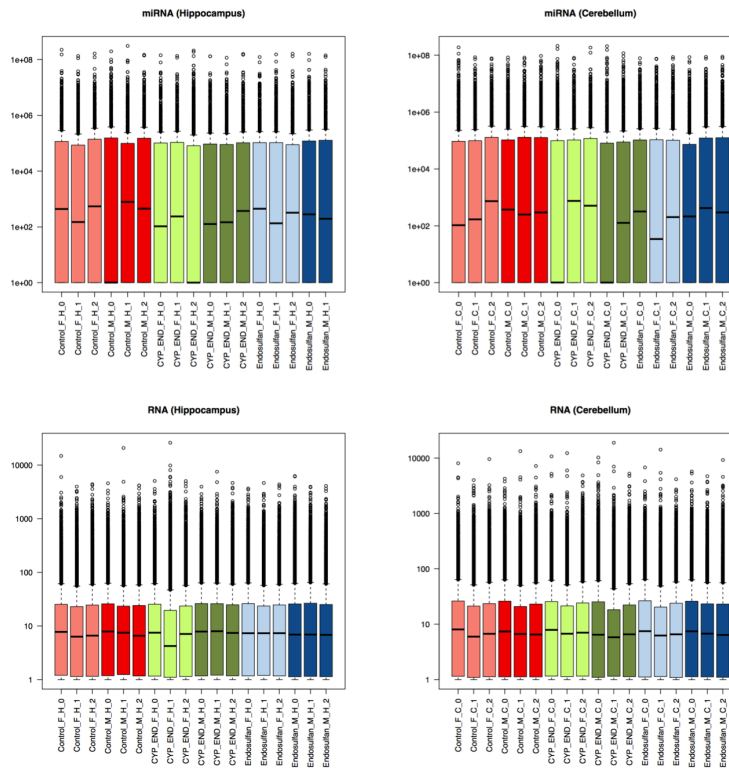 miRNA (Hippocampus)
1e+08
1e+06
1e+04
1e+02
1e+00
Control_F_H_0
Control_F_H_1
Control_F_H_2
Control_M_H_0
Control_M_H_1
Control_M_H_2
CYP_END_F_H_0
CYP_END_F_H_1
CYP_END_F_H_2
CYP_END_M_H_0
CYP_END_M_H_1
CYP_END_M_H_2
Endosulfan_F_H_0
Endosulfan_F_H_1
Endosulfan_F_H_2
Endosulfan_M_H_0
Endosulfan_M_H_1
Endosulfan_M_H_2
miRNA (Cerebellum)
1e+08
1e+06
1e+04
1e+02
1e+00
Control_F_C_0
Control_F_C_1
Control_F_C_2
Control_M_C_0
Control_M_C_1
Control_M_C_2
CYP_END_F_C_0
CYP_END_F_C_1
CYP_END_F_C_2
CYP_END_M_C_0
CYP_END_M_C_1
CYP_END_F_C_0
Endosulfan_F_C_1
Endosulfan_F_C_2
Endosulfan_M_C_0
Endosulfan_M_C_1
Endosulfan_M_C_2
RNA (Hippocampus)
10000
1000
100
10
1
Control_F_H_0
Control_F_H_1
Control_F_H_2
Control_M_H_0
Control_M_H_1
Control_M_H_2
CYP_END_F_H_0
CYP_END_F_H_1
CYP_END_F_H_2
CYP_END_M_H_0
CYP_END_M_H_1
CYP_END_M_H_2
Endosulfan_F_H_0
Endosulfan_F_H_1
Endosulfan_F_H_2
Endosulfan_M_H_0
Endosulfan_M_H_1
Endosulfan_M_H_2
RNA (Cerebellum)
10000
1000
100
10
1
Control_F_C_0
Control_F_C_1
Control_F_C_2
Control_M_C_0
Control_M_C_1
Control_M_C_2
CYP_END_F_C_0
CYP_END_F_C_1
CYP_END_F_C_2
CYP_END_M_C_0
CYP_END_M_C_1
CYP_END_M_C_2
Endosulfan_F_C_0
Endosulfan_F_C_1
Endosulfan_F_C_2
Endosulfan_M_C_0
Endosulfan_M_C_1
Endosulfan_M_C_2